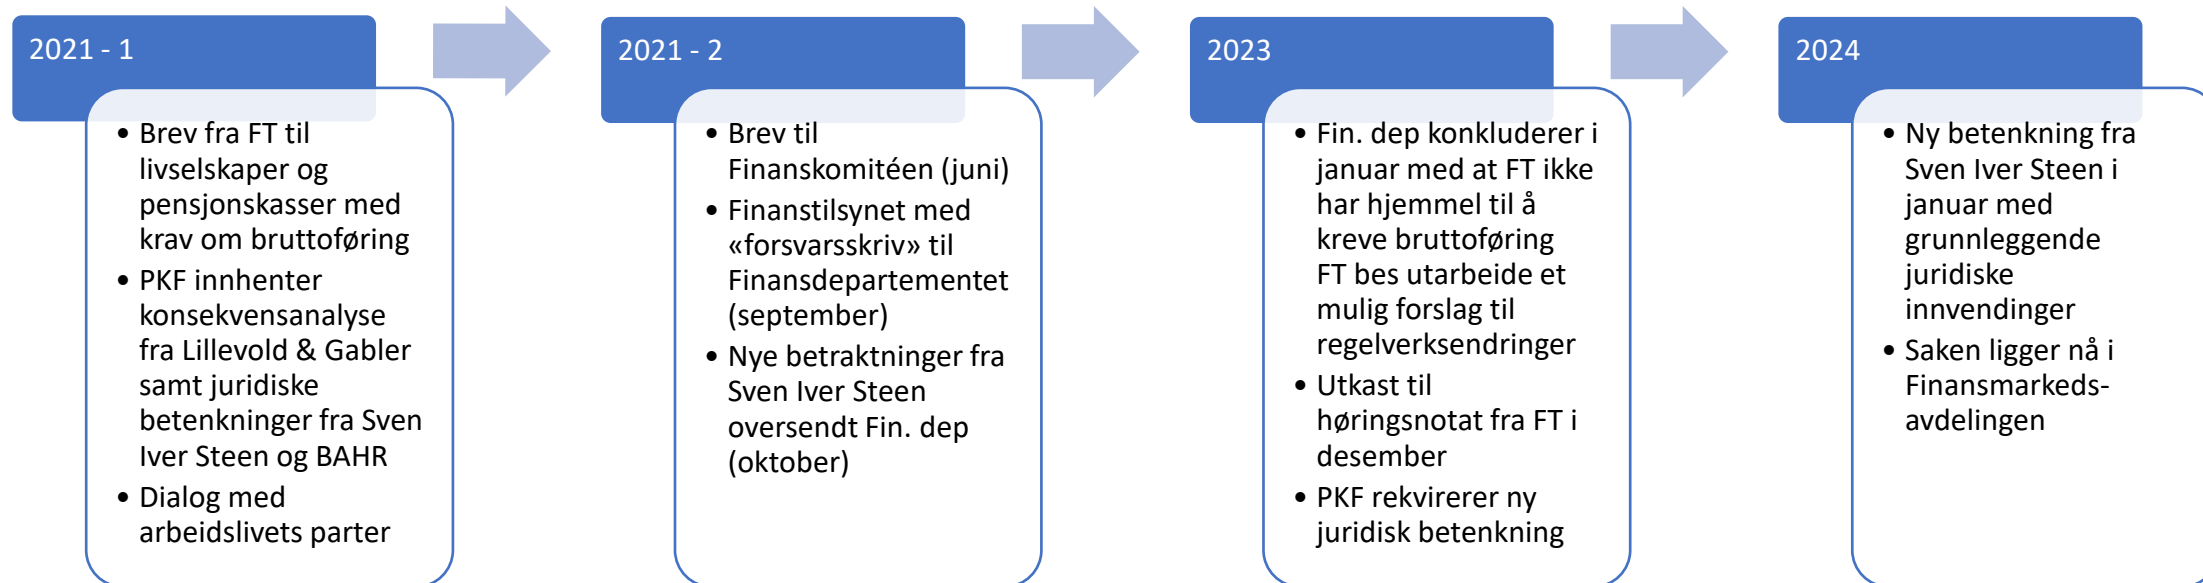 2021 - 1
• Brev fra FT til
livselskaper og
pensjonskasser med
krav om bruttoføring
• PKF innhenter
konsekvensanalyse
fra Lillevold & Gabler
samt juridiske
betenkninger fra Sven
Iver Steen og BAHR
• Dialog med
arbeidslivets parter
2021 - 2
• Brev til
Finanskomitéen (juni)
• Finanstilsynet med
«forsvarsskriv» til
Finansdepartementet
(september)
• Nye betraktninger fra
Sven Iver Steen
oversendt Fin. dep
(oktober)
2023
• Fin. dep konkluderer i
januar med at FT ikke
har hjemmel til å
kreve bruttoføring
FT bes utarbeide et
mulig forslag til
regelverksendringer
• Utkast til
høringsnotat fra FT i
desember
• PKF rekvirerer ny
juridisk betenkning
2024
• Ny betenkning fra
Sven Iver Steen i
januar med
grunnleggende
juridiske
innvendinger
• Saken ligger nå i
Finansmarkeds-
avdelingen